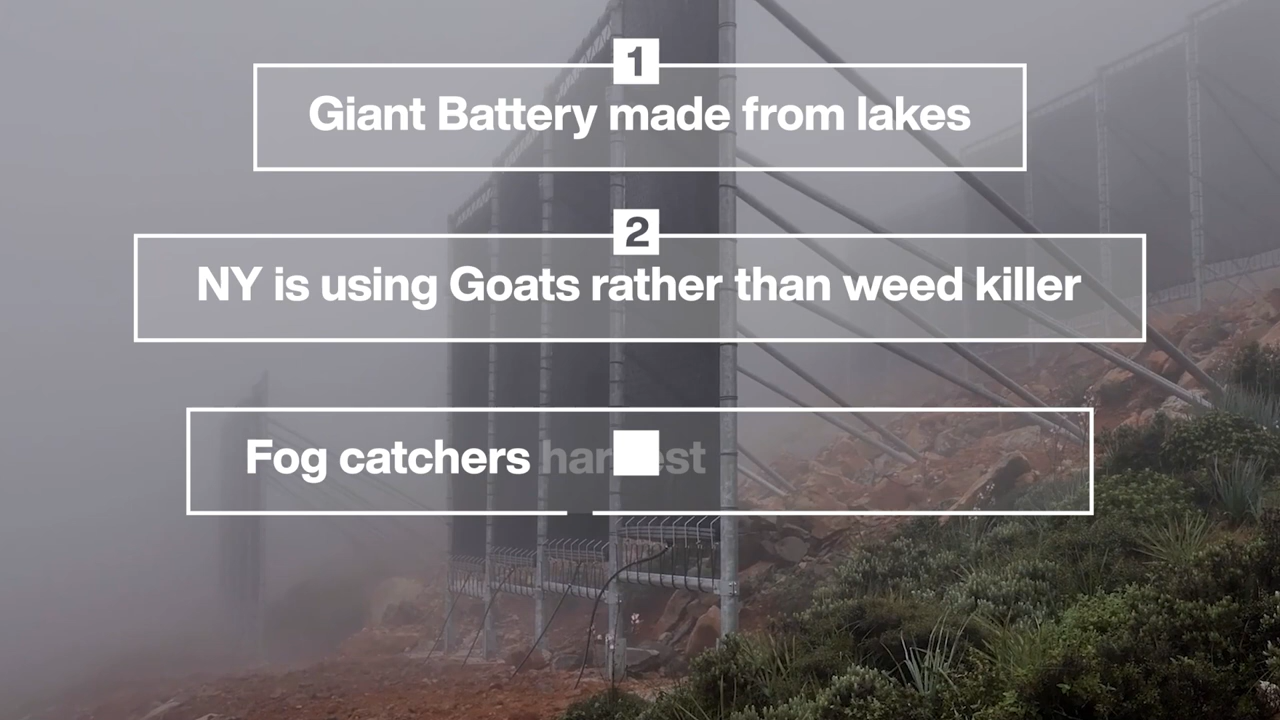 1
Giant Battery made from lakes
2
NY is using Goats rather than weed killer
Fog catchers